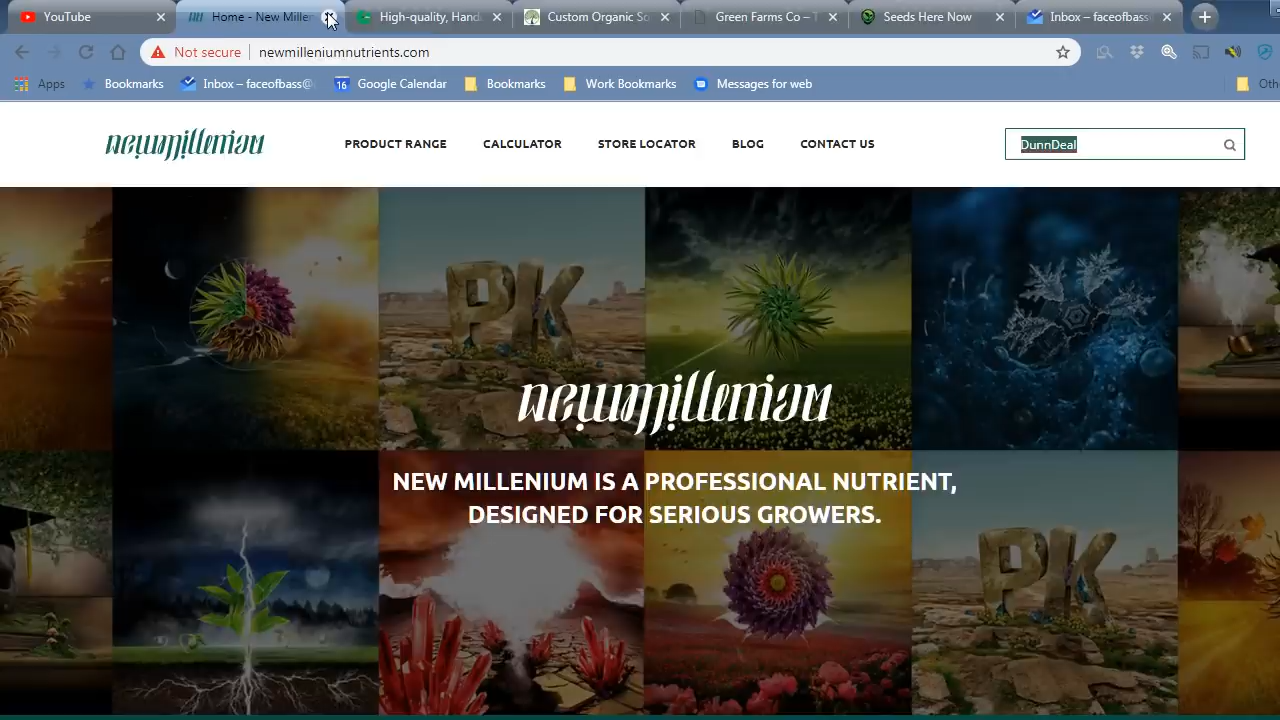 YouTube
Home - New Millen
High-quality, Hand
Custom Organic So
Green Farms Co – T
Seeds Here Now
Inbox – faceofbass@
Not secure
newmilleniumnutrients.com
Apps
Bookmarks
Inbox – faceofbass@
16
Google Calendar
Bookmarks
Work Bookmarks
Messages for web
Oth
newmillenium
PRODUCT RANGE
CALCULATOR
STORE LOCATOR
BLOG
CONTACT US
DunnDeal
PK
newmillenium
NEW MILLENIUM IS A PROFESSIONAL NUTRIENT,
DESIGNED FOR SERIOUS GROWERS.
PK